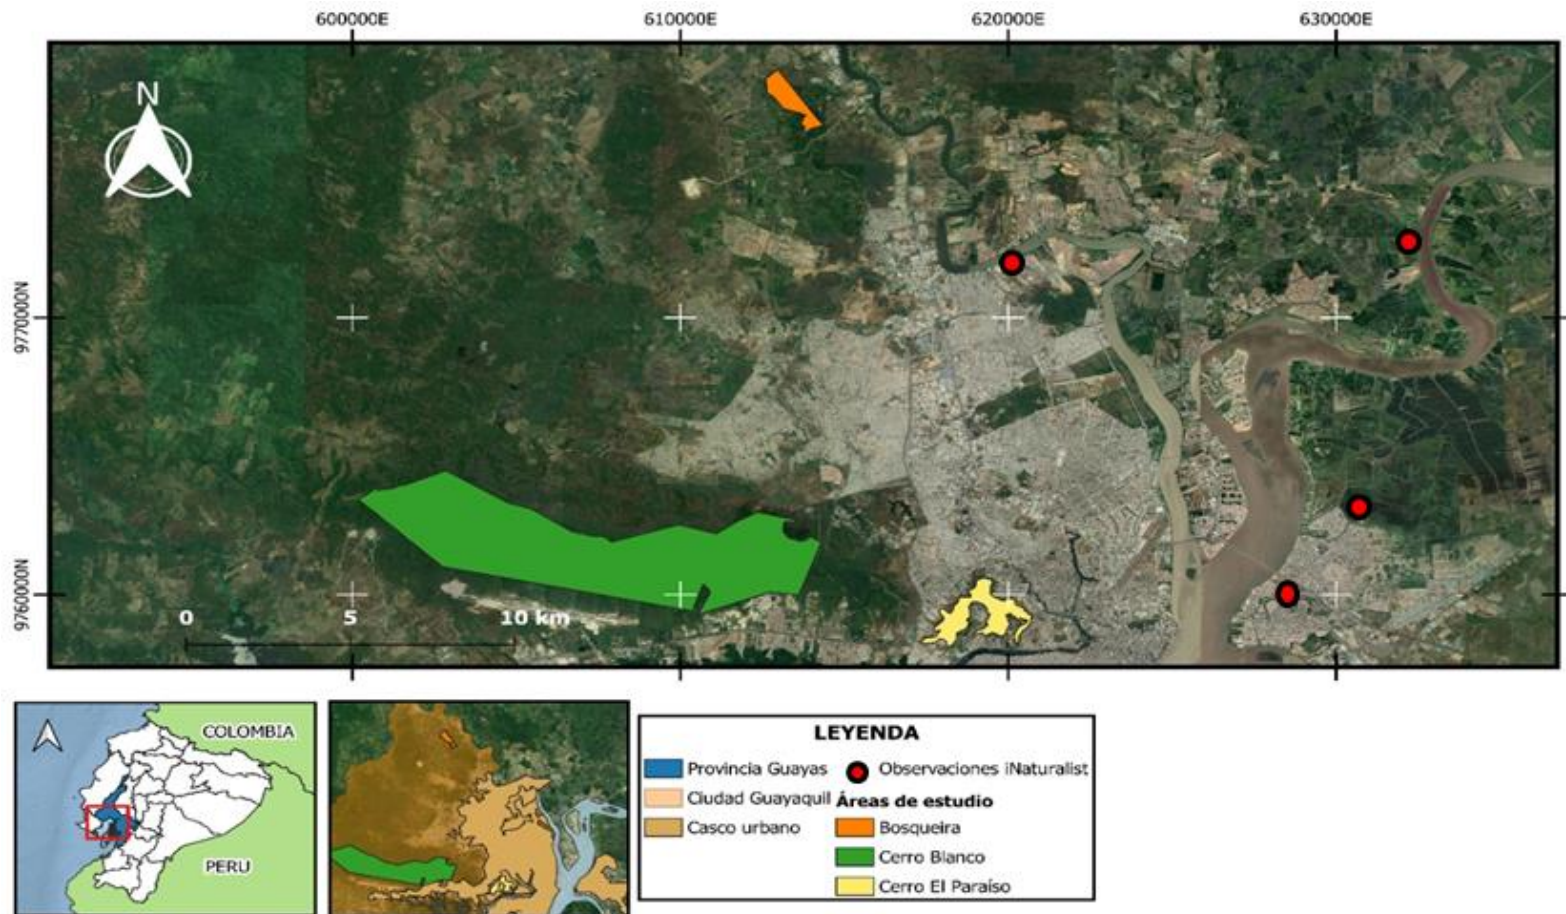 600000E 610000E 620000E 630000E
N
9770000N
9760000N
0 5 10 km
COLOMBIA
PERU
LEYENDA
Provincia Guayas
Observaciones iNaturalist
Ciudad Guayaquil
Áreas de estudio
Casco urbano
Bosqueira
Cerro Blanco
Cerro El Paraíso